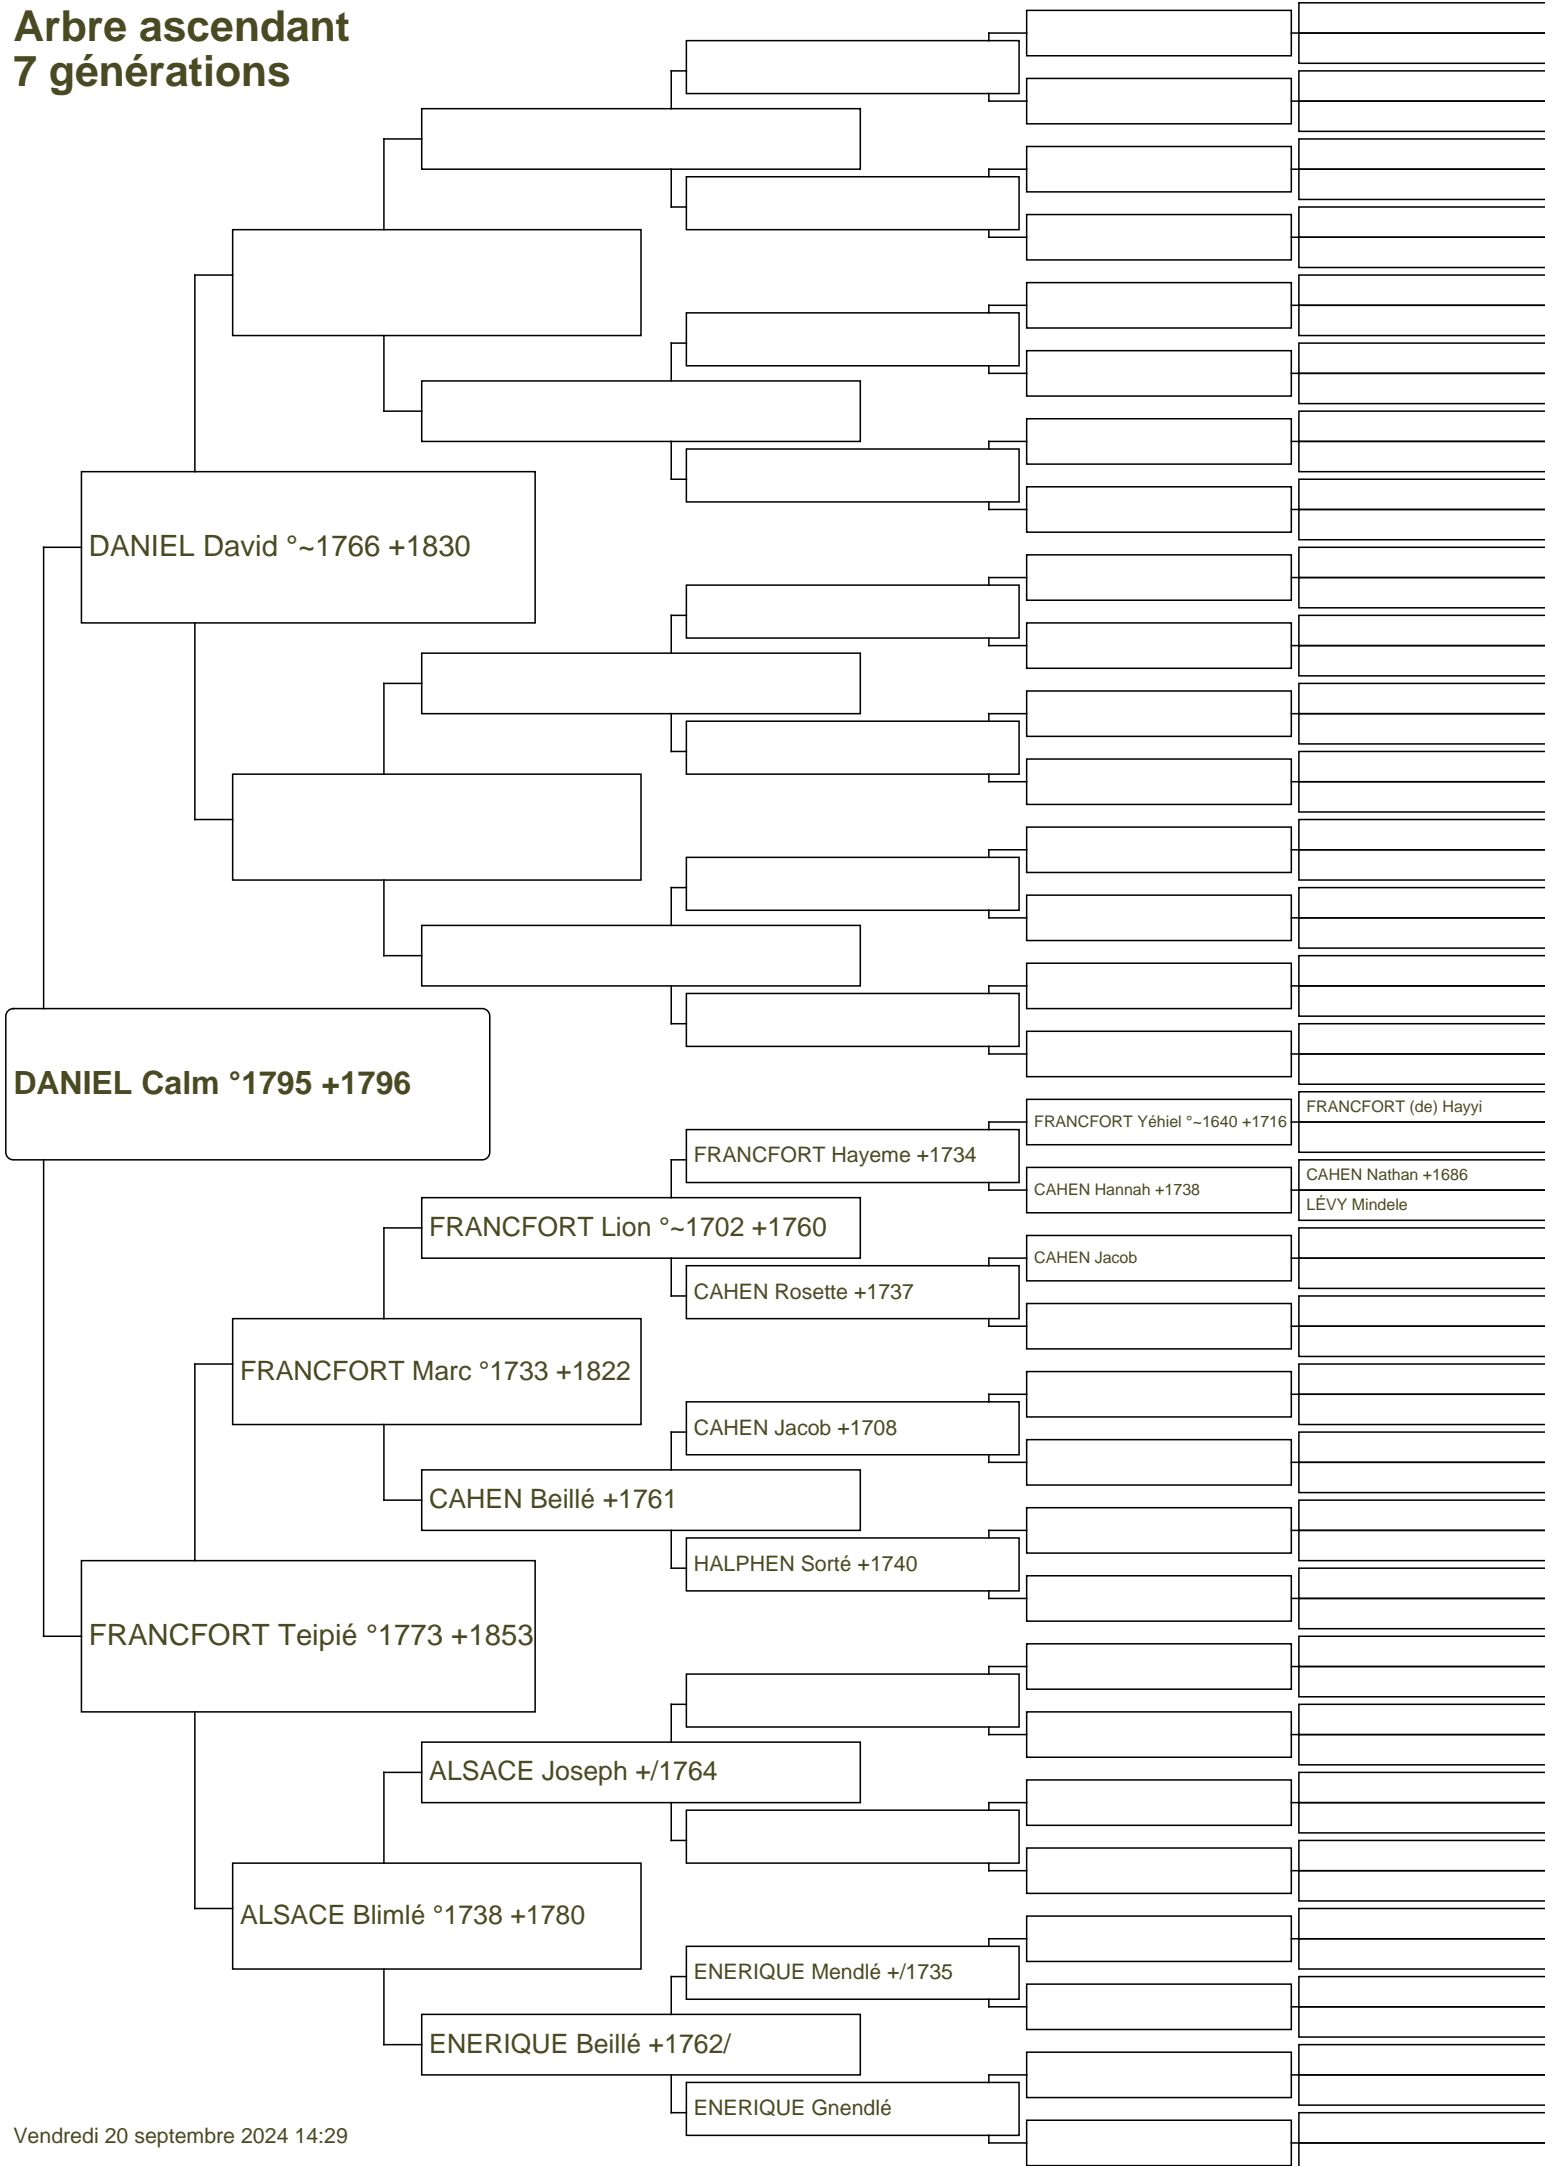 Arbre ascendant
7 générations
DANIEL David °~1766 +1830
DANIEL Calm °1795 +1796
FRANCFORT Yéhiel °~1640 +1716
FRANCFORT (de) Hayyi
FRANCFORT Hayeme +1734
CAHEN Hannah +1738
CAHEN Nathan +1686
LÉVY Mindele
FRANCFORT Lion °~1702 +1760
CAHEN Jacob
CAHEN Rosette +1737
FRANCFORT Marc °1733 +1822
CAHEN Jacob +1708
CAHEN Beillé +1761
HALPHEN Sorté +1740
FRANCFORT Teipié °1773 +1853
ALSACE Joseph +/1764
ALSACE Blimlé °1738 +1780
ENERIQUE Mendlé +/1735
ENERIQUE Beillé +1762/
ENERIQUE Gnendlé
Vendredi 20 septembre 2024 14:29